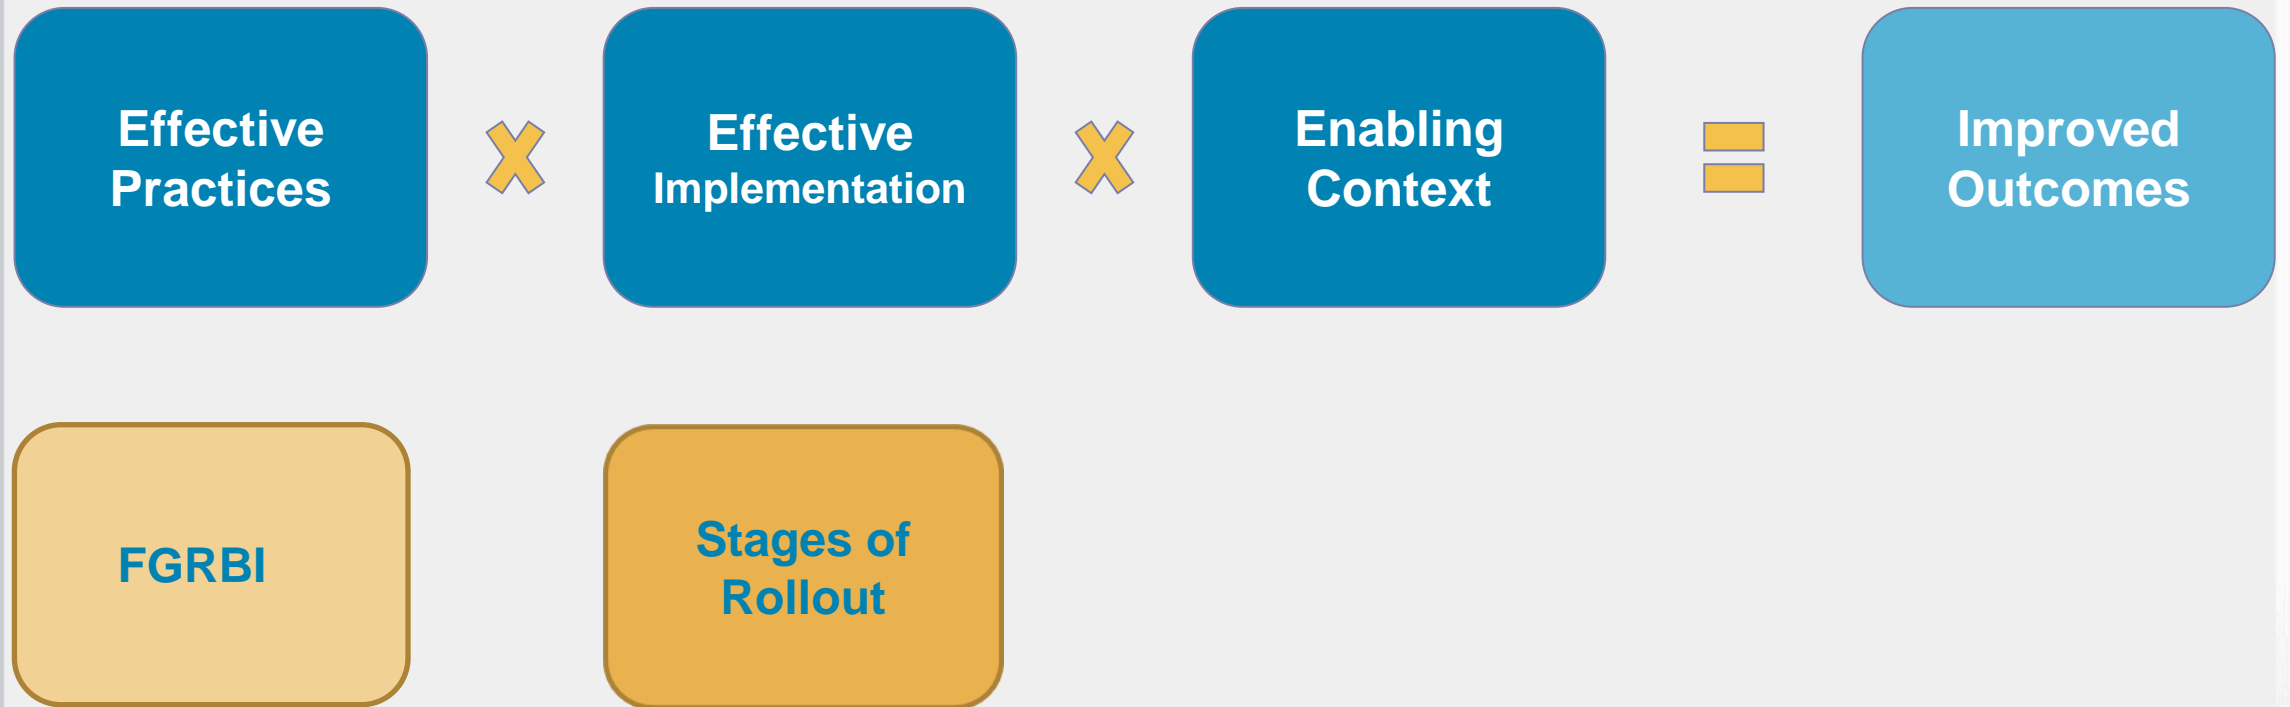 Effective
Practices
Effective
Implementation
Enabling
Context
Improved
Outcomes
FGRBI
Stages of
Rollout